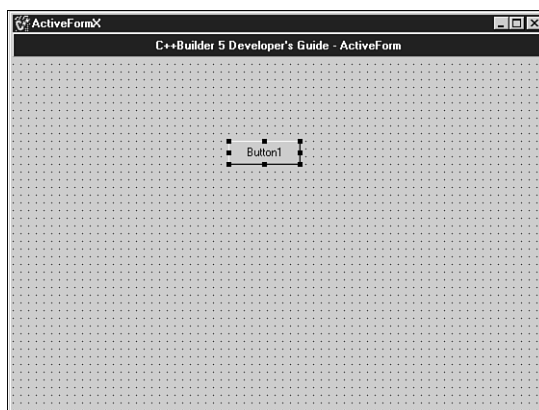 ActiveFormX
C++Builder 5 Developer's Guide - ActiveForm
Button1